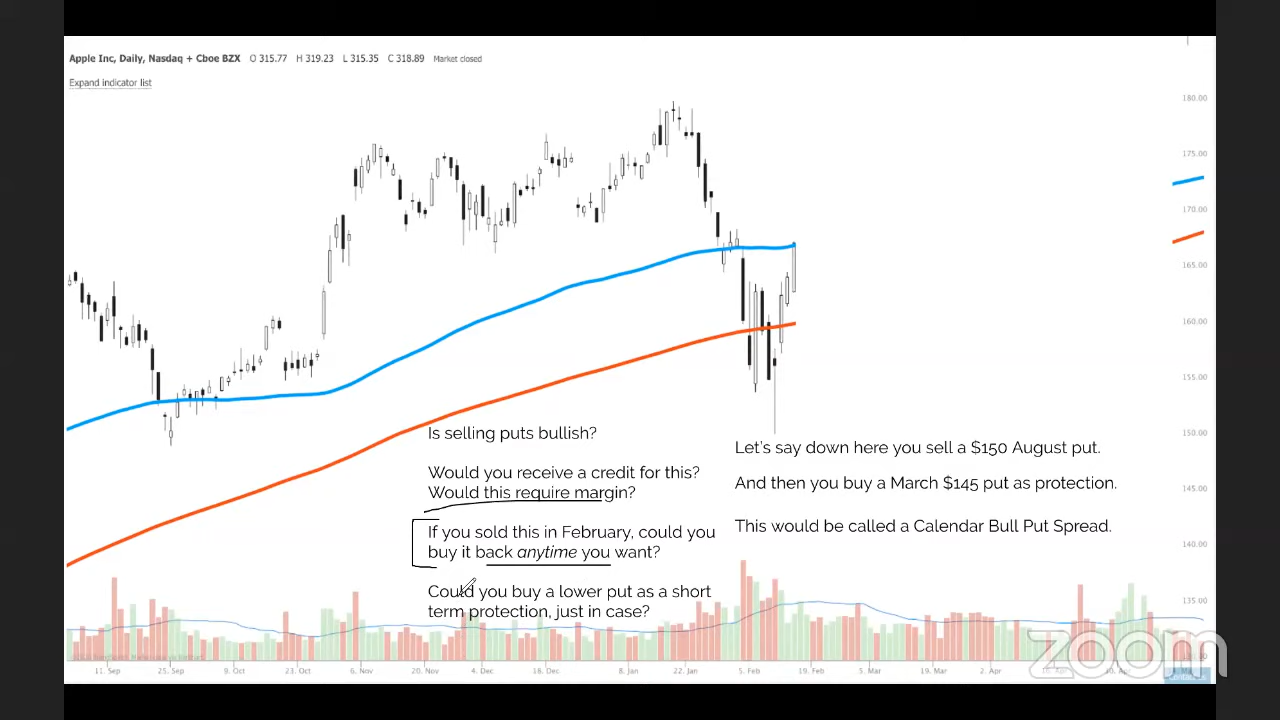 Apple Inc, Daily, Nasdaq + Cboe BZX O 315.77 H 319.23 L 315.35 C 318.89 Market closed
Expand indicator list
180.00
175.00
170.00
165.00
160.00
155.00
150.00
145.00
140.00
135.00
Is selling puts bullish?
Would you receive a credit for this?
Would this require margin?
If you sold this in February, could you
buy it back anytime you want?
Could you buy a lower put as a short
term protection, just in case?
Let's say down here you sell a $150 August put.
And then you buy a March $145 put as protection.
This would be called a Calendar Bull Put Spread.
11. Sep 25. Sep 9. Oct 23. Oct 6. Nov 20. Nov 4. Dec 18. Dec 8. Jan 22. Jan 5. Feb 19. Feb 5. Mar 19. Mar 2. Apr
zoom